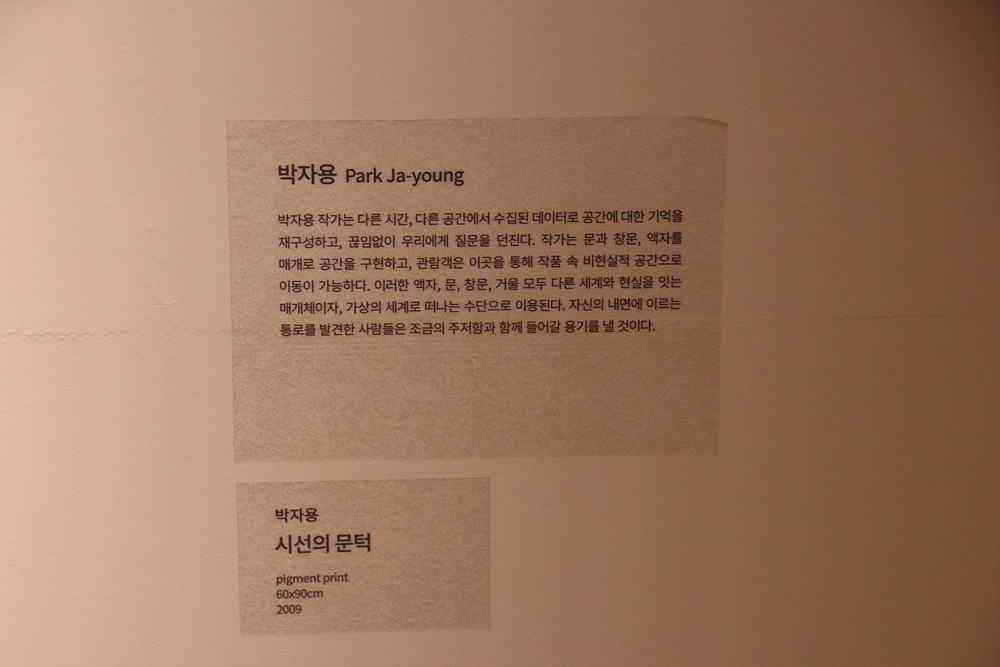 박자용 Park Ja-young
박자용 작가는 다른 시간, 다른 공간에서 수집된 데이터로 공간에 대한 기억을
재구성하고, 끊임없이 우리에게 질문을 던진다. 작가는 문과 창문, 액자를
매개로 공간을 구현하고, 관람객은 이곳을 통해 작품 속 비현실적 공간으로
이동이 가능하다. 이러한 액자, 문, 창문, 거울 모두 다른 세계와 현실을 잇는
매개체이자, 가상의 세계로 떠나는 수단으로 이용된다. 자신의 내면에 이르는
통로를 발견한 사람들은 조금의 주저함과 함께 들어갈 용기를 낼 것이다.
박자용
시선의 문턱
pigment print
60x90cm
2009